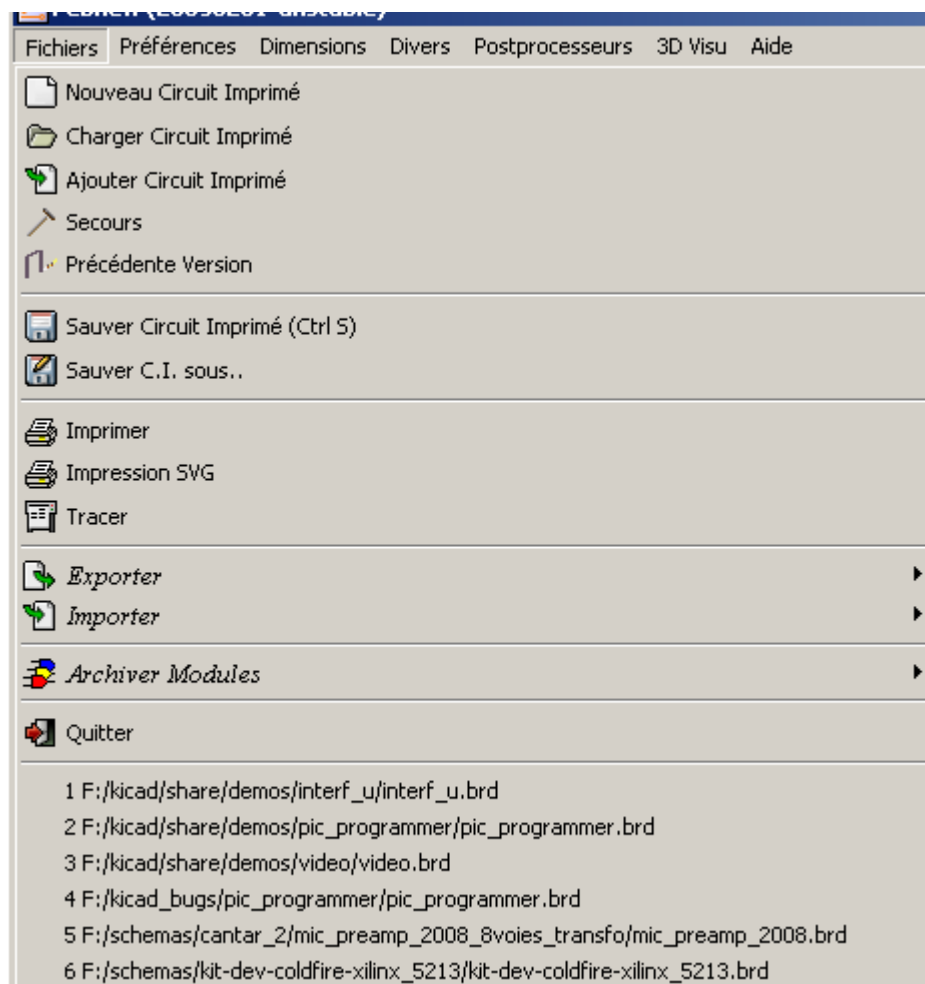 Fichiers Préférences Dimensions Divers Postprocesseurs 3D Visu Aide
Nouveau Circuit Imprimé
Charger Circuit Imprimé
Ajouter Circuit Imprimé
Secours
Précédente Version
Sauver Circuit Imprimé (Ctrl S)
Sauver C.I. sous..
Imprimer
Impression SVG
Tracer
Exporter
Importer
Archiver Modules
Quitter
1 F:/kicad/share/demos/interf_u/interf_u.brd
2 F:/kicad/share/demos/pic_programmer/pic_programmer.brd
3 F:/kicad/share/demos/video/video.brd
4 F:/kicad_bugs/pic_programmer/pic_programmer.brd
5 F:/schemas/cantar_2/mic_preamp_2008_8voies_transfo/mic_preamp_2008.brd
6 F:/schemas/kit-dev-coldfire-xilinx_5213/kit-dev-coldfire-xilinx_5213.brd